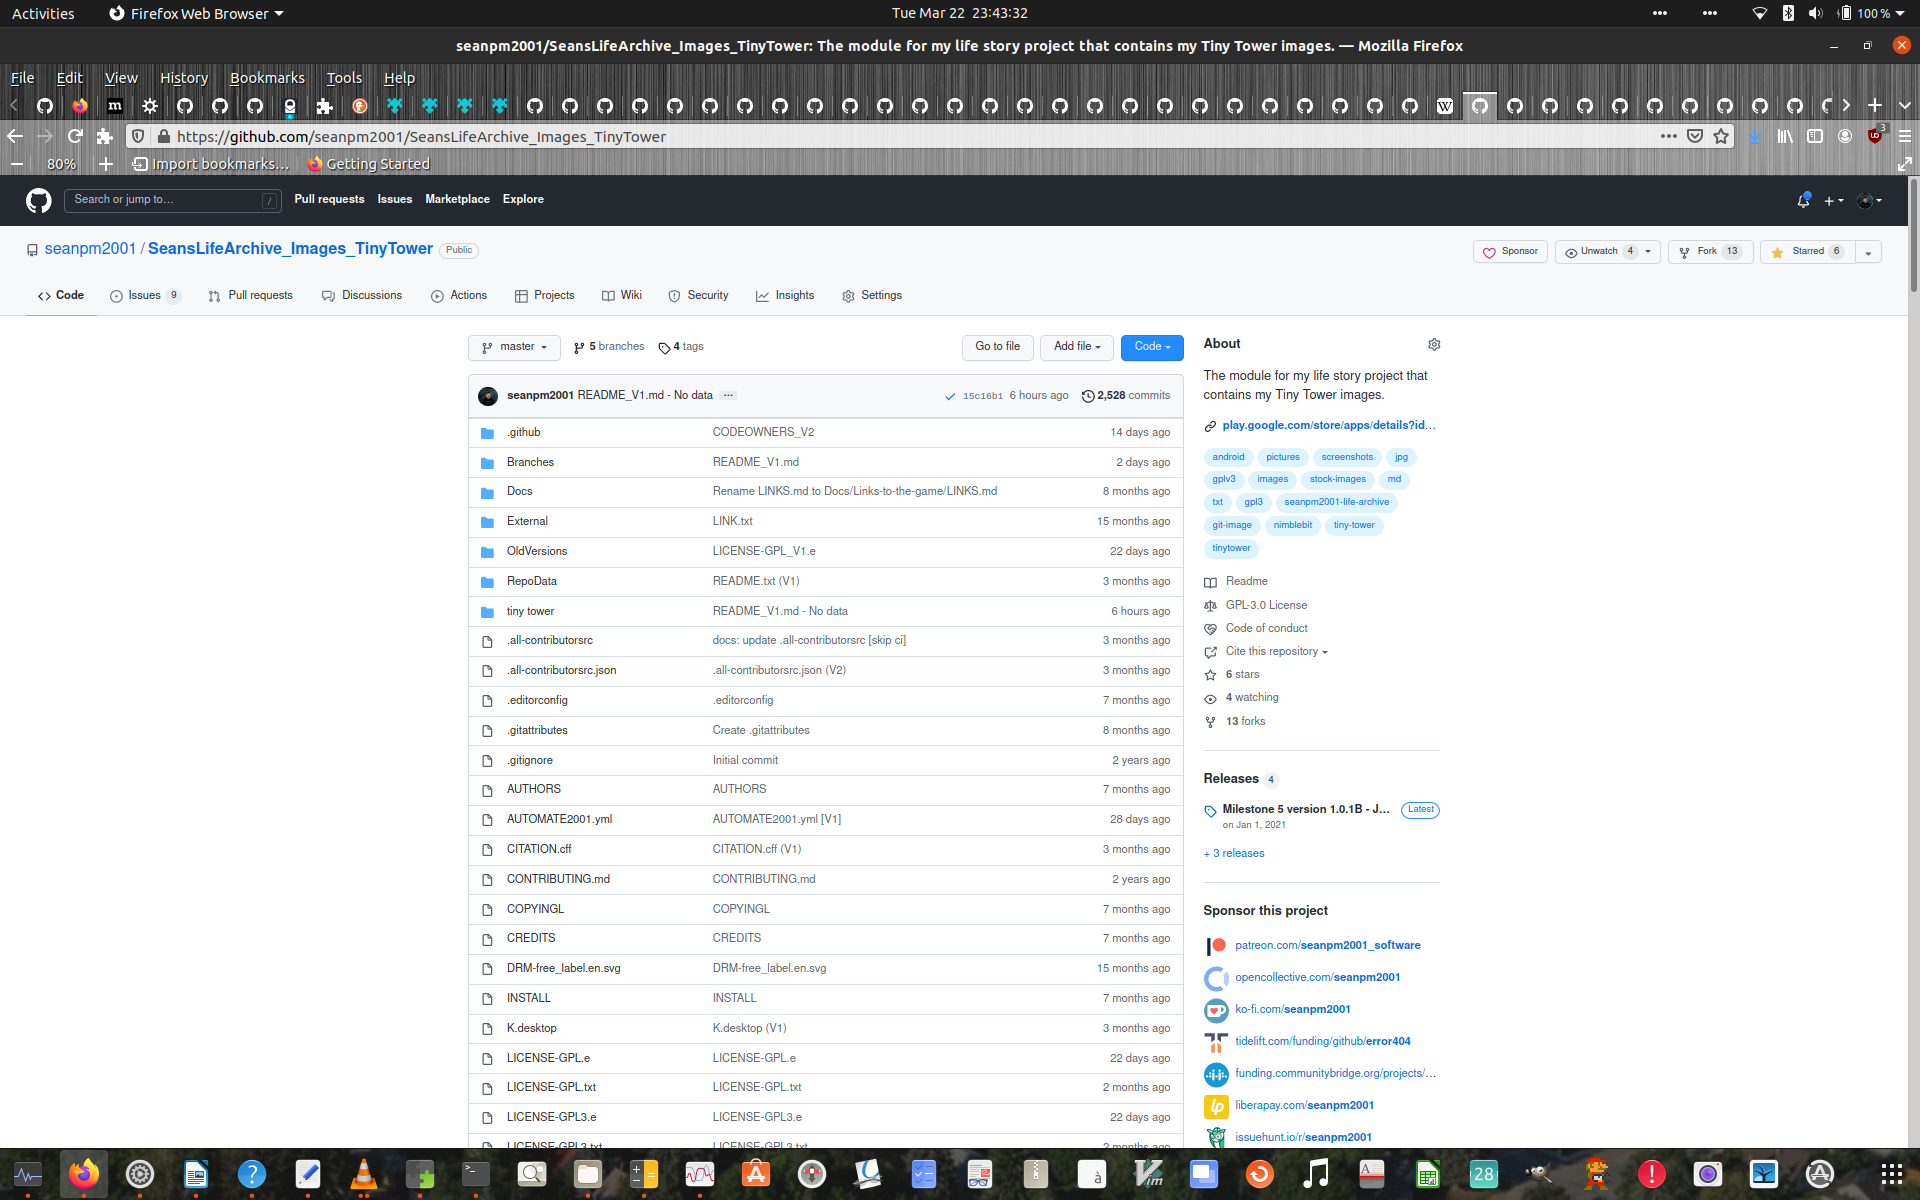 Activities Firefox Web Browser Tue Mar 22 23:43:32 100 %
seanpm2001/SeansLifeArchive_Images_TinyTower: The module for my life story project that contains my Tiny Tower images. — Mozilla Firefox
File Edit View History Bookmarks Tools Help
https://github.com/seanpm2001/SeansLifeArchive_Images_TinyTower 3
80% Import bookmarks... Getting Started
Search or jump to... / Pull requests Issues Marketplace Explore
seanpm2001 / SeansLifeArchive_Images_TinyTower Public Sponsor Unwatch 4 Fork 13 Starred 6
Code Issues 9 Pull requests Discussions Actions Projects Wiki Security Insights Settings
master 5 branches 4 tags Go to file Add file Code
seanpm2001 README_V1.md - No data ... 15c16b1 6 hours ago 2,528 commits
.github CODEOWNERS_V2 14 days ago
Branches README_V1.md 2 days ago
Docs Rename LINKS.md to Docs/Links-to-the-game/LINKS.md 8 months ago
External LINK.txt 15 months ago
OldVersions LICENSE-GPL_V1.e 22 days ago
RepoData README.txt (V1) 3 months ago
tiny tower README_V1.md - No data 6 hours ago
.all-contributorsrc docs: update .all-contributorsrc [skip ci] 3 months ago
.all-contributorsrc.json .all-contributorsrc.json (V2) 3 months ago
.editorconfig .editorconfig 7 months ago
.gitattributes Create .gitattributes 8 months ago
.gitignore Initial commit 2 years ago
AUTHORS AUTHORS 7 months ago
AUTOMATE2001.yml AUTOMATE2001.yml [V1] 28 days ago
CITATION.cff CITATION.cff (V1) 3 months ago
CONTRIBUTING.md CONTRIBUTING.md 2 years ago
COPYINGL COPYINGL 7 months ago
CREDITS CREDITS 7 months ago
DRM-free_label.en.svg DRM-free_label.en.svg 15 months ago
INSTALL INSTALL 7 months ago
K.desktop K.desktop (V1) 3 months ago
LICENSE-GPL.e LICENSE-GPL.e 22 days ago
LICENSE-GPL.txt LICENSE-GPL.txt 2 months ago
LICENSE-GPL3.e LICENSE-GPL3.e 22 days ago
LICENSE-GPL3.txt LICENSE-GPL3.txt 2 months ago
About
The module for my life story project that
contains my Tiny Tower images.
play.google.com/store/apps/details?id...
android pictures screenshots jpg
gplv3 images stock-images md
txt gpl3 seanpm2001-life-archive
git-image nimblebit tiny-tower
tinytower
Readme
GPL-3.0 License
Code of conduct
Cite this repository
6 stars
4 watching
13 forks
Releases 4
Milestone 5 version 1.0.1B - J... Latest
on Jan 1, 2021
+ 3 releases
Sponsor this project
patreon.com/seanpm2001_software
opencollective.com/seanpm2001
ko-fi.com/seanpm2001
tidelift.com/funding/github/error404
funding.communitybridge.org/projects/...
liberapay.com/seanpm2001
issuehunt.io/r/seanpm2001
28